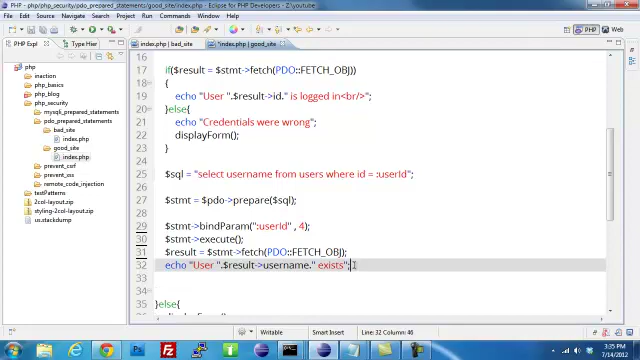 PHP - php/php_security/pdo_prepared_statements/good_site/index.php - Eclipse for PHP Developers - Z:\youtube
File Edit Source Refactor Navigate Search Project Run Window Help
PHP
PHP Expl
Type Hier
index.php | bad_site
*index.php | good_site
php
inaction
php_basics
php_blog
php_security
mysqli_prepared_statements
pdo_prepared_statements
bad_site
index.php
good_site
index.php
prevent_csrf
prevent_xss
remote_code_injection
testPatterns
2col-layout.zip
styling-2col-layout.zip
us.stackdump
16
17 if($result = $stmt->fetch(PDO::FETCH_OBJ))
18 {
19 echo "User ".$result->id." is logged in<br/>";
20 }else{
21 echo "Credentials were wrong";
22 displayForm();
23 }
24
25 $sql = "select username from users where id = :userId";
26
27 $stmt = $pdo->prepare($sql);
28
29 $stmt->bindParam(":userId" , 4);
30 $stmt->execute();
31 $result = $stmt->fetch(PDO::FETCH_OBJ);
32 echo "User ".$result->username." exists";
33
34
35 }else{
Writable
Smart Insert
Line: 32 Column: 46
3:35 PM
7/14/2012